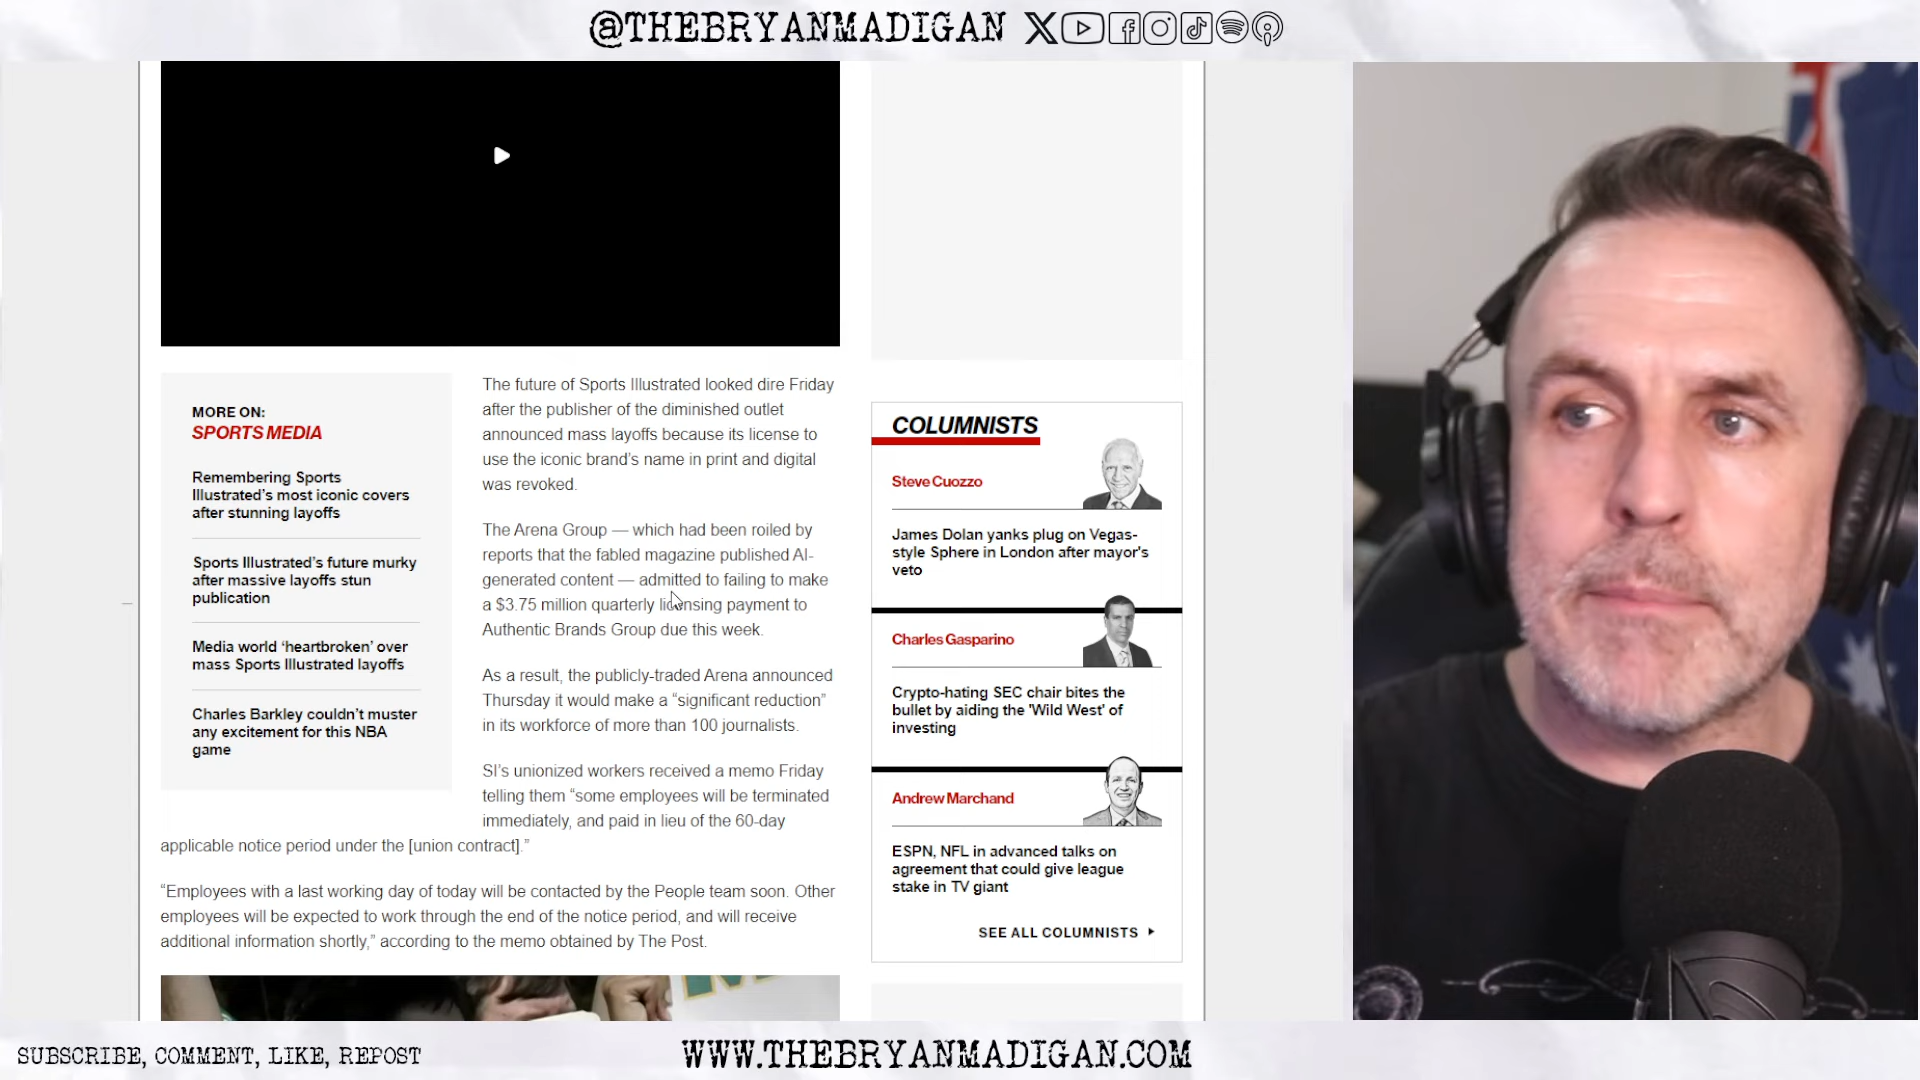 @THEBRYANMADIGAN
MORE ON:
SPORTS MEDIA
Remembering Sports
Illustrated’s most iconic covers
after stunning layoffs
Sports Illustrated’s future murky
after massive layoffs stun
publication
Media world ‘heartbroken’ over
mass Sports Illustrated layoffs
Charles Barkley couldn’t muster
any excitement for this NBA
game
The future of Sports Illustrated looked dire Friday
after the publisher of the diminished outlet
announced mass layoffs because its license to
use the iconic brand’s name in print and digital
was revoked.
The Arena Group — which had been roiled by
reports that the fabled magazine published AI-
generated content — admitted to failing to make
a $3.75 million quarterly licensing payment to
Authentic Brands Group due this week.
As a result, the publicly-traded Arena announced
Thursday it would make a “significant reduction”
in its workforce of more than 100 journalists.
SI’s unionized workers received a memo Friday
telling them “some employees will be terminated
immediately, and paid in lieu of the 60-day
applicable notice period under the [union contract].”
“Employees with a last working day of today will be contacted by the People team soon. Other
employees will be expected to work through the end of the notice period, and will receive
additional information shortly,” according to the memo obtained by The Post.
COLUMNISTS
Steve Cuozzo
James Dolan yanks plug on Vegas-
style Sphere in London after mayor's
veto
Charles Gasparino
Crypto-hating SEC chair bites the
bullet by aiding the 'Wild West' of
investing
Andrew Marchand
ESPN, NFL in advanced talks on
agreement that could give league
stake in TV giant
SEE ALL COLUMNISTS
SUBSCRIBE, COMMENT, LIKE, REPOST
WWW.THEBRYANMADIGAN.COM